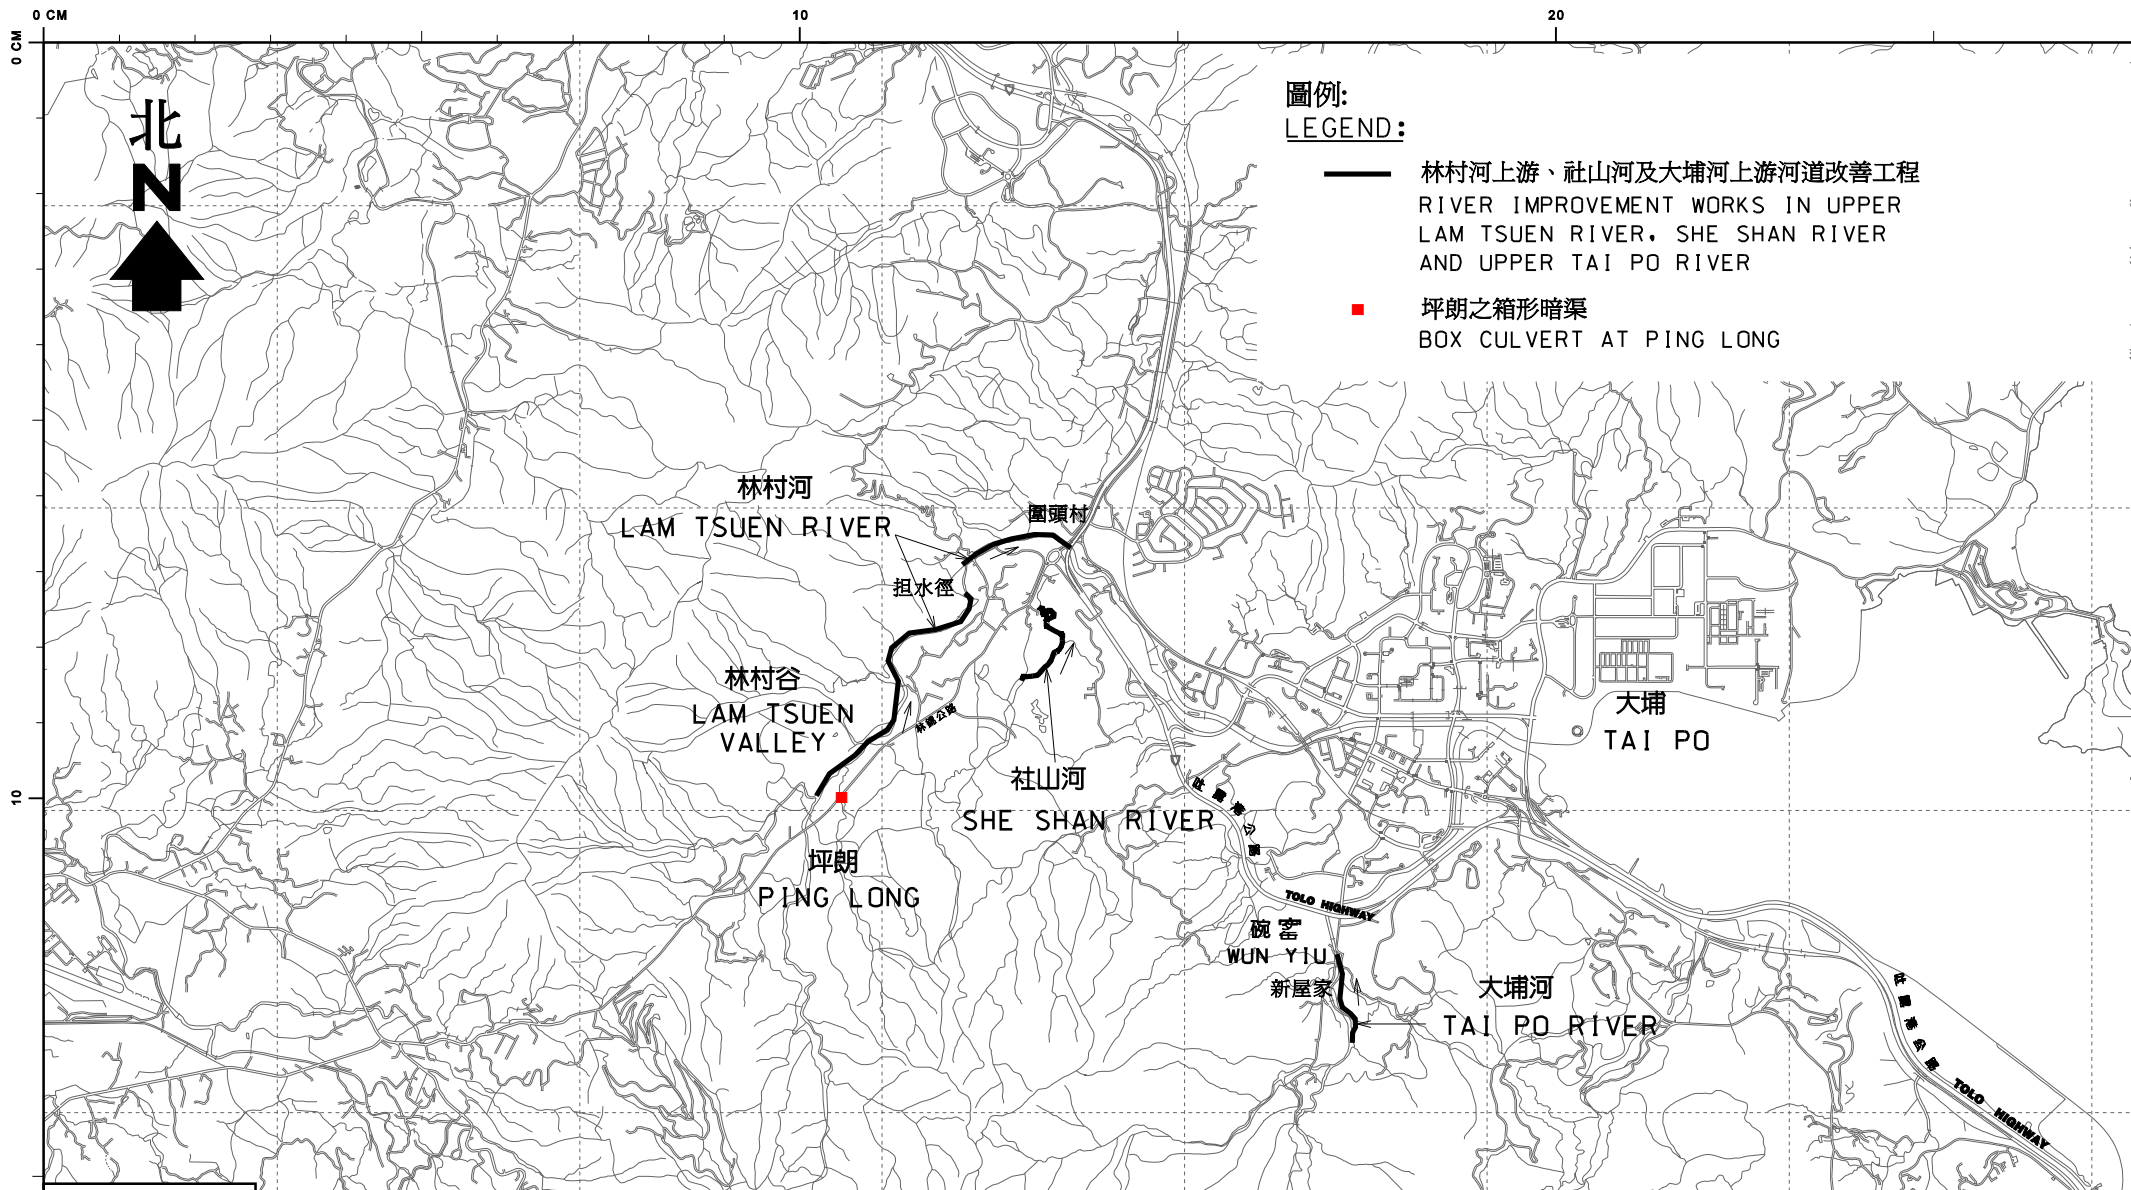 0 CM
10
20
0 CM
10
北
N
圖例:
LEGEND:
林村河上游、社山河及大埔河上游河道改善工程
RIVER IMPROVEMENT WORKS IN UPPER
LAM TSUEN RIVER, SHE SHAN RIVER
AND UPPER TAI PO RIVER
坪朗之箱形暗渠
BOX CULVERT AT PING LONG
林村河
LAM TSUEN RIVER
圍頭村
担水徑
林村谷
LAM TSUEN
VALLEY
林錦公路
社山河
SHE SHAN RIVER
大埔
TAI PO
坪朗
PING LONG
吐露港公路
TOLO HIGHWAY
碗窰
WUN YIU
新屋家
大埔河
TAI PO RIVER
吐露港公路
TOLO HIGHWAY